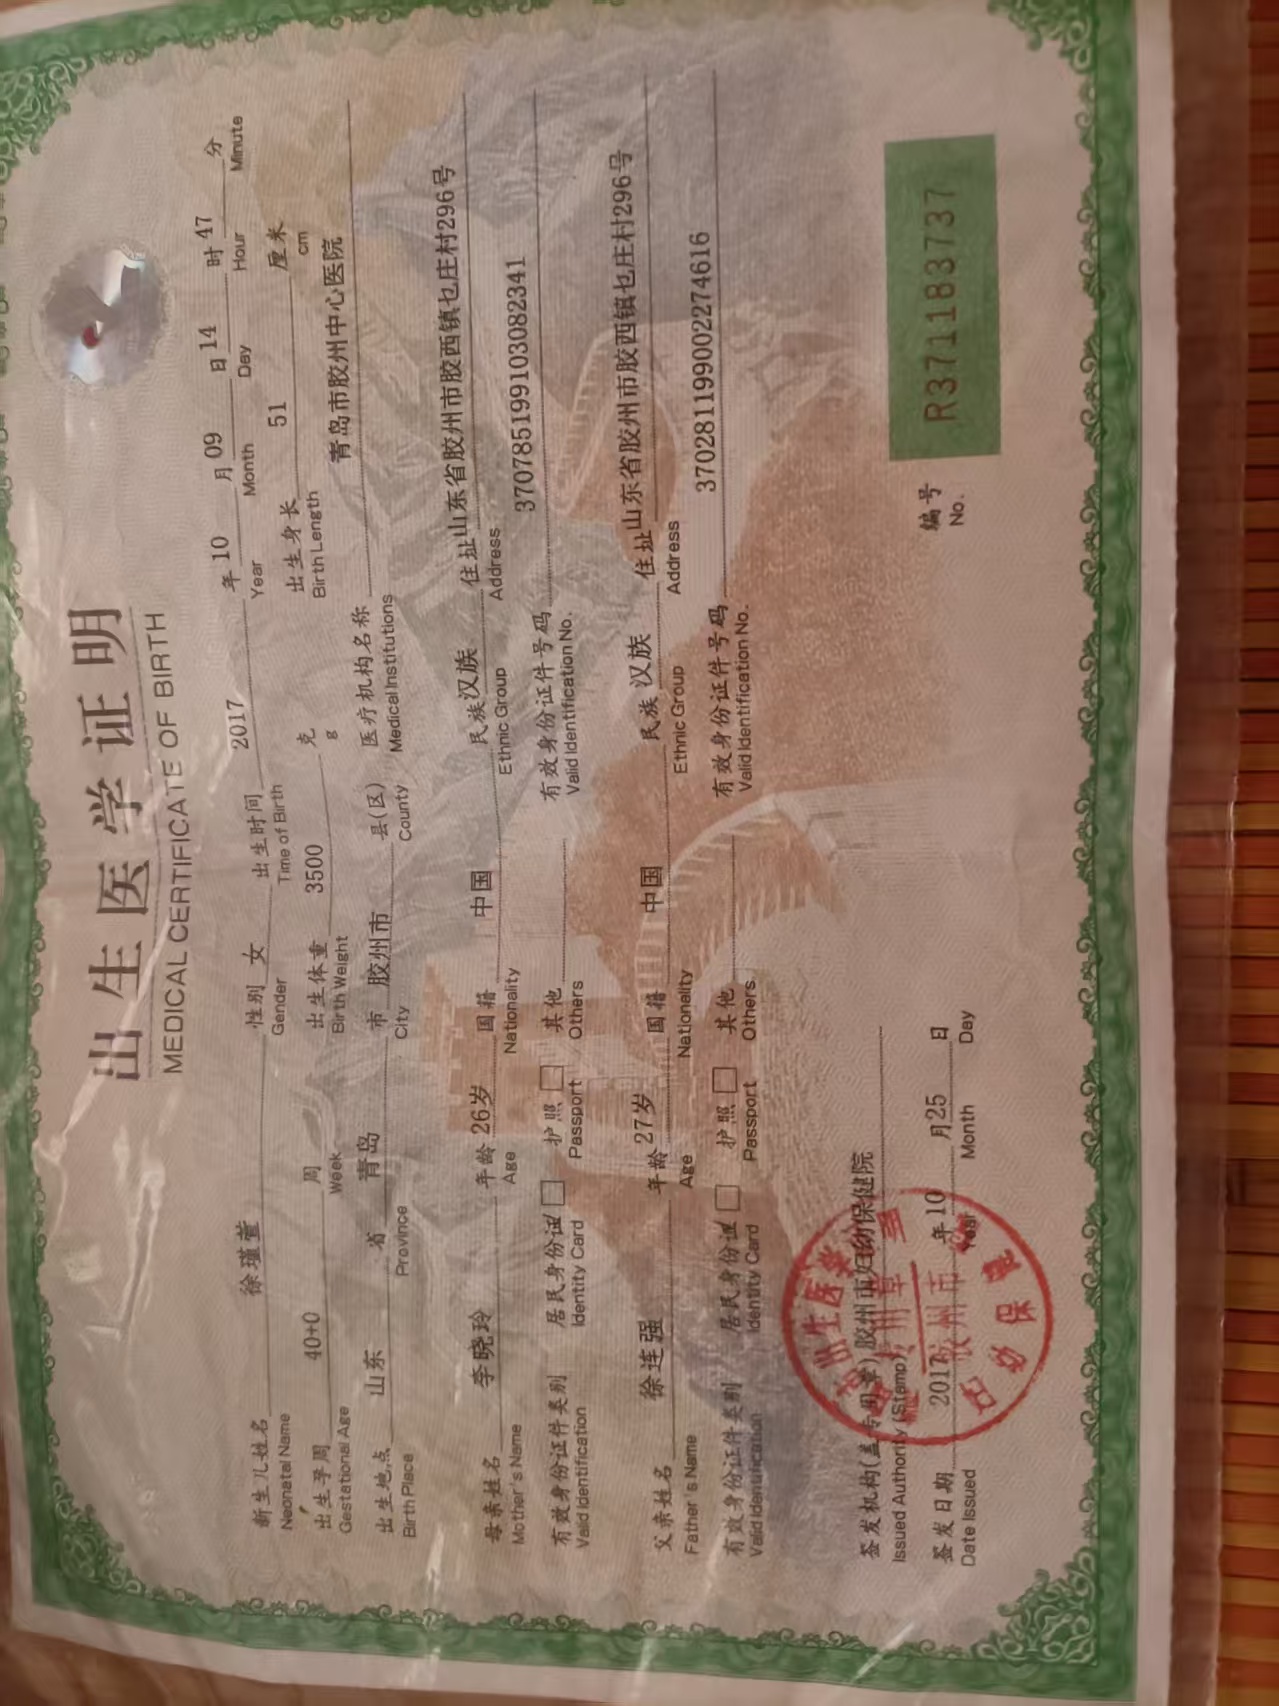 出生医学证明
MEDICAL CERTIFICATE OF BIRTH
新生儿姓名 徐瑾萱 性别 女 出生时间 2017 年 10 月 09 日 14 时 47 分
Neonatal Name Gender Time of Birth Year Month Day Hour Minute
出生孕周 40+0 周 出生体重 3500 克 出生身长 51 厘米
Gestational Age Week Birth Weight g Birth Length cm
出生地点 山东 省 青岛 市 胶州市 县(区) 医疗机构名称 青岛市胶州中心医院
Birth Place Province City County Medical Institutions
母亲姓名 李晓玲 年龄 26岁 国籍 中国 民族 汉族 住址 山东省胶州市胶西镇乜庄村296号
Mother's Name Age Nationality Ethnic Group Address
有效身份证件类别 居民身份证 护照 其他 有效身份证件号码 370785199103082341
Valid Identification Identity Card Passport Others Valid Identification No.
父亲姓名 徐连强 年龄 27岁 国籍 中国 民族 汉族 住址 山东省胶州市胶西镇乜庄村296号
Father's Name Age Nationality Ethnic Group Address
有效身份证件类别 居民身份证 护照 其他 有效身份证件号码 370281199002274616
Valid Identification Identity Card Passport Others Valid Identification No.
签发机构(盖专用章) 胶州市妇幼保健院
Issued Authority (Stamp)
签发日期 2017 年 10 月 25 日
Date Issued Year Month Day
编号 R371183737
No.
出生医学
胶州市
妇幼保健